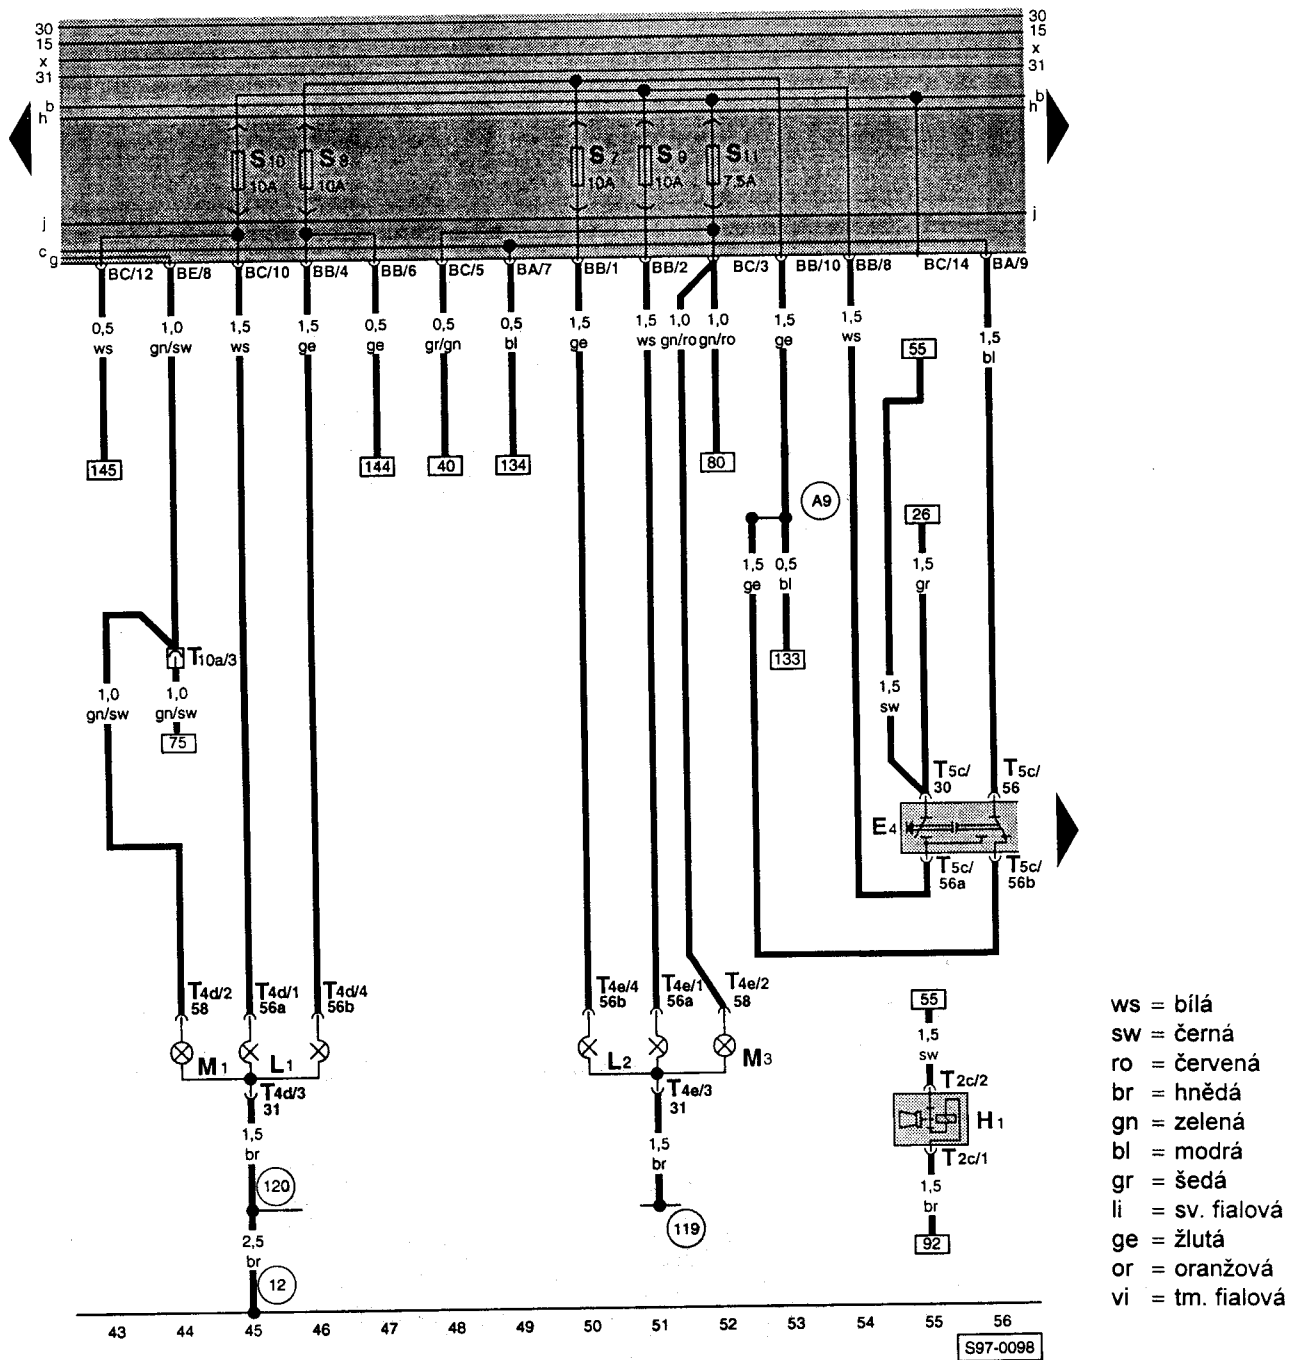 30 30
15 15
x x
31 31
b b
h h
S10 S8 S7 S9 S11
10A 10A 10A 10A 7,5A
j j
c
g
BC/12 BE/8 BC/10 BB/4 BB/6 BC/5 BA/7 BB/1 BB/2 BC/3 BB/10 BB/8 BC/14 BA/9
0,5 1,0 1,5 1,5 0,5 0,5 0,5 1,5 1,5 1,0 1,0 1,5 1,5 1,5
ws gn/sw ws ge ge gr/gn bl ge ws gn/ro gn/ro ge ws bl
55
145 144 40 134 80
A9
26
1,5 0,5 1,5
ge bl gr
T10a/3
133
1,0 1,0 1,5
gn/sw gn/sw sw
75
T5c/ T5c/
30 56
E4
T5c/ T5c/
56a 56b
T4d/2 T4d/1 T4d/4 T4e/4 T4e/1 T4e/2
58 56a 56b 56b 56a 58
55
1,5
sw
M1 L1 L2 M3
T2c/2
T4d/3 T4e/3
31 31
H1
1,5 1,5 T2c/1
br br 1,5
br
120
119
92
2,5
br
12
43 44 45 46 47 48 49 50 51 52 53 54 55 56
S97-0098
ws = bílá
sw = černá
ro = červená
br = hnědá
gn = zelená
bl = modrá
gr = šedá
li = sv. fialová
ge = žlutá
or = oranžová
vi = tm. fialová